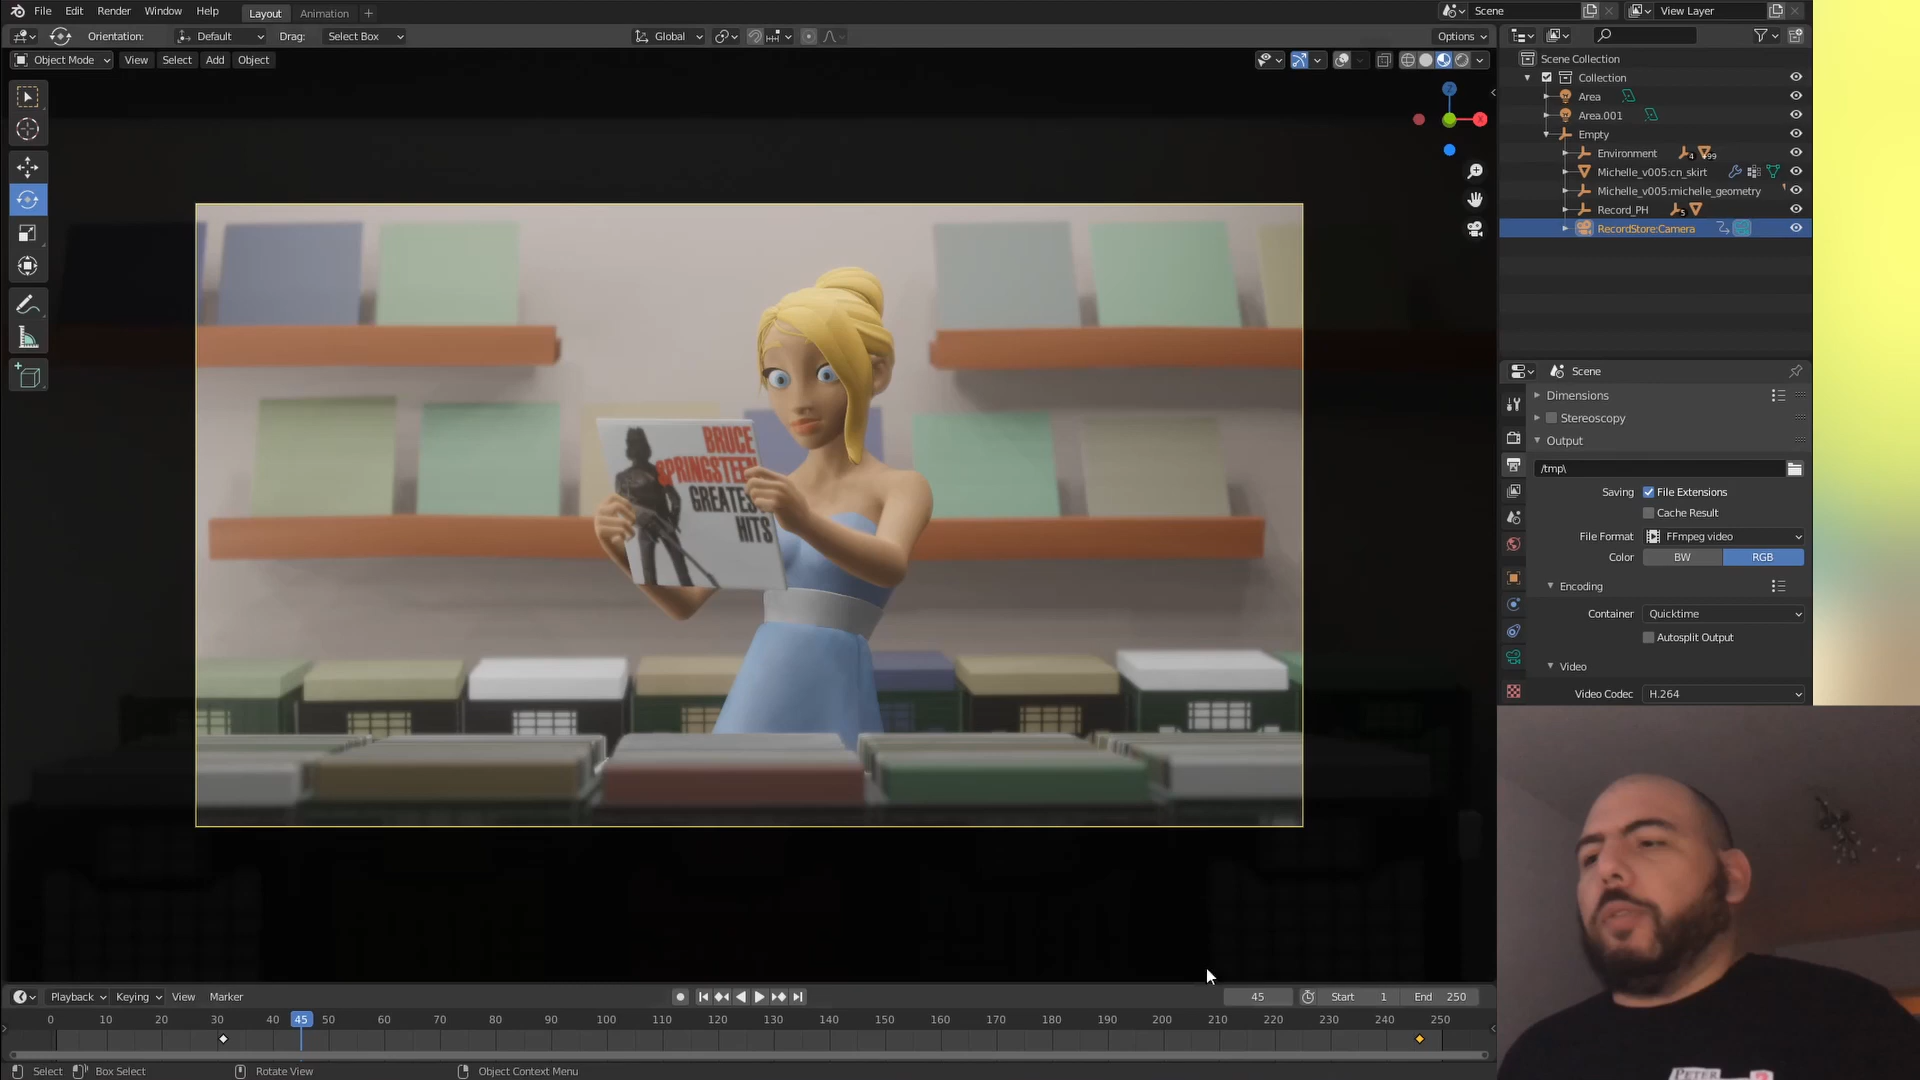 File Edit Render Window Help Layout Animation + Scene View Layer
Orientation: Default Drag: Select Box Global Options
Object Mode View Select Add Object
Scene Collection
Collection
Area
Area.001
Empty
Environment 4 99
Michelle_v005:cn_skirt
Michelle_v005:michelle_geometry
Record_PH 5
RecordStore:Camera
Z
X
BRUCE
SPRINGSTEEN
GREATEST
HITS
Scene
Dimensions
Stereoscopy
Output
/tmp\
Saving File Extensions
Cache Result
File Format FFmpeg video
Color BW RGB
Encoding
Container Quicktime
Autosplit Output
Video
Video Codec H.264
Playback Keying View Marker 45 Start 1 End 250
0 10 20 30 40 45 50 60 70 80 90 100 110 120 130 140 150 160 170 180 190 200 210 220 230 240 250
Select Box Select Rotate View Object Context Menu
PETER